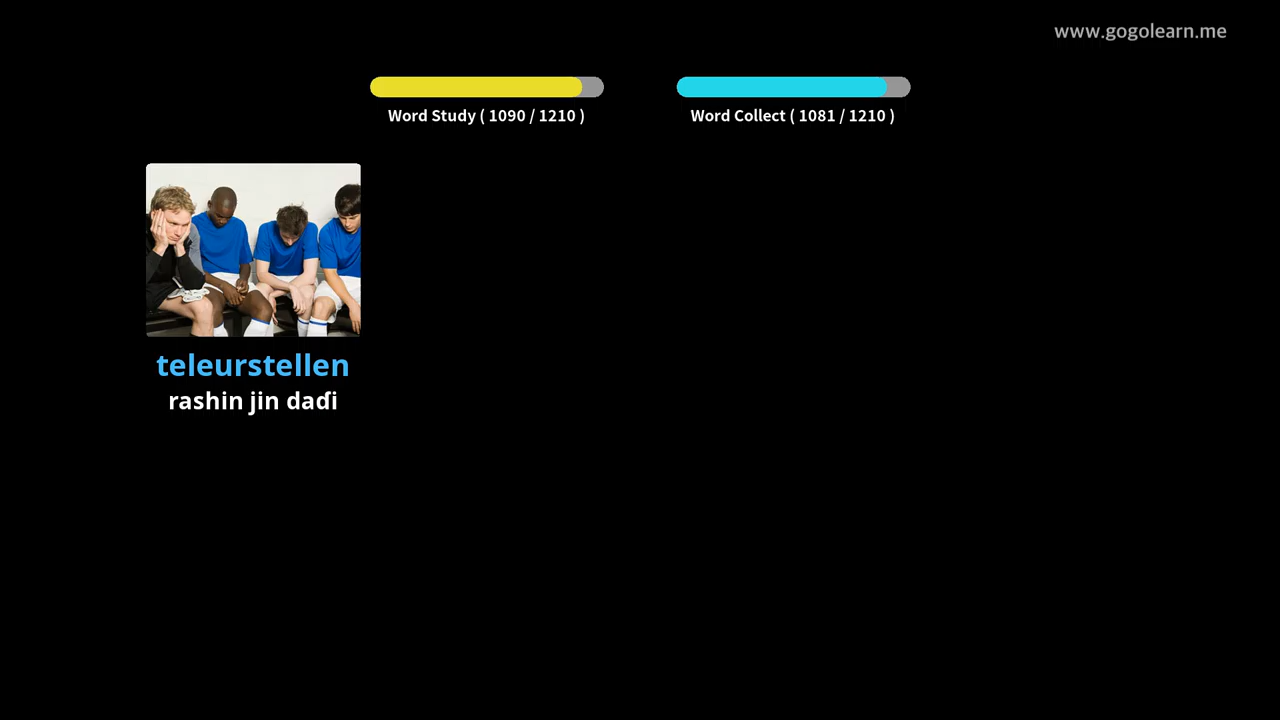 www.gogolearn.me
Word Study ( 1090 / 1210 )
Word Collect ( 1081 / 1210 )
teleurstellen
rashin jin daɗi